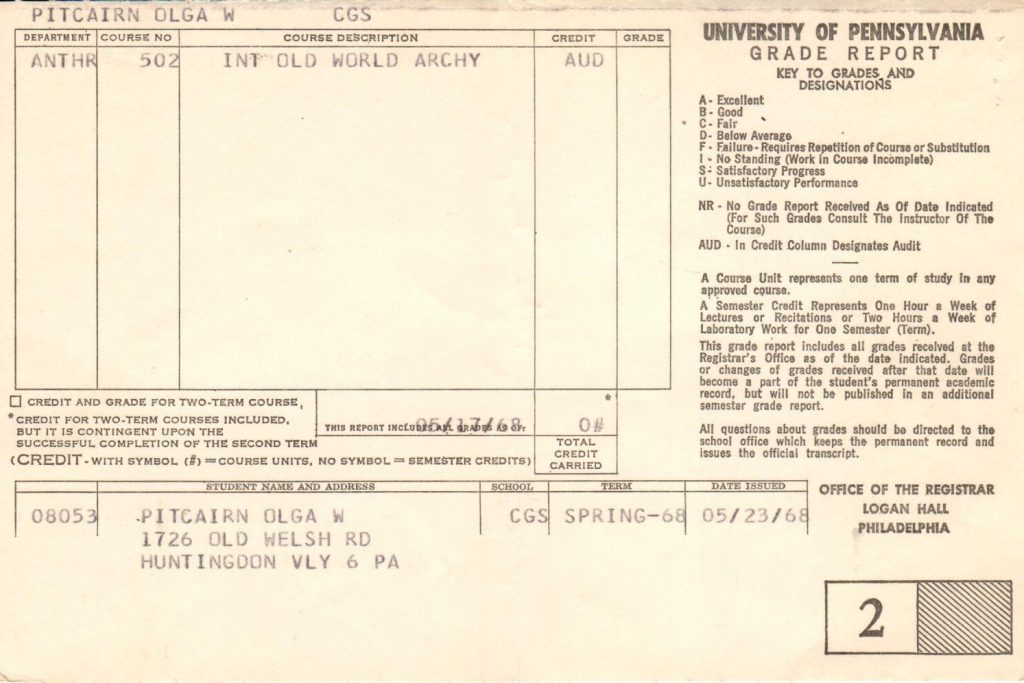 PITCAIRN OLGA W CGS
DEPARTMENT COURSE NO COURSE DESCRIPTION CREDIT GRADE
ANTHR 502 INT OLD WORLD ARCHY AUD
☐ CREDIT AND GRADE FOR TWO-TERM COURSE,
*CREDIT FOR TWO-TERM COURSES INCLUDED,
BUT IT IS CONTINGENT UPON THE
SUCCESSFUL COMPLETION OF THE SECOND TERM
(CREDIT-WITH SYMBOL (#)=COURSE UNITS, NO SYMBOL=SEMESTER CREDITS)
THIS REPORT INCLUDES ALL GRADES AS OF: 05/17/68
*
0#
TOTAL
CREDIT
CARRIED
UNIVERSITY OF PENNSYLVANIA
GRADE REPORT
KEY TO GRADES AND
DESIGNATIONS
A - Excellent
B - Good
C - Fair
D - Below Average
F - Failure - Requires Repetition of Course or Substitution
I - No Standing (Work in Course Incomplete)
S - Satisfactory Progress
U - Unsatisfactory Performance
NR - No Grade Report Received As Of Date Indicated
(For Such Grades Consult The Instructor Of The
Course)
AUD - In Credit Column Designates Audit
A Course Unit represents one term of study in any
approved course.
A Semester Credit Represents One Hour a Week of
Lectures or Recitations or Two Hours a Week of
Laboratory Work for One Semester (Term).
This grade report includes all grades received at the
Registrar's Office as of the date indicated. Grades
or changes of grades received after that date will
become a part of the student's permanent academic
record, but will not be published in an additional
semester grade report.
All questions about grades should be directed to the
school office which keeps the permanent record and
issues the official transcript.
STUDENT NAME AND ADDRESS SCHOOL TERM DATE ISSUED
08053 PITCAIRN OLGA W CGS SPRING-68 05/23/68
1726 OLD WELSH RD
HUNTINGDON VLY 6 PA
OFFICE OF THE REGISTRAR
LOGAN HALL
PHILADELPHIA
2